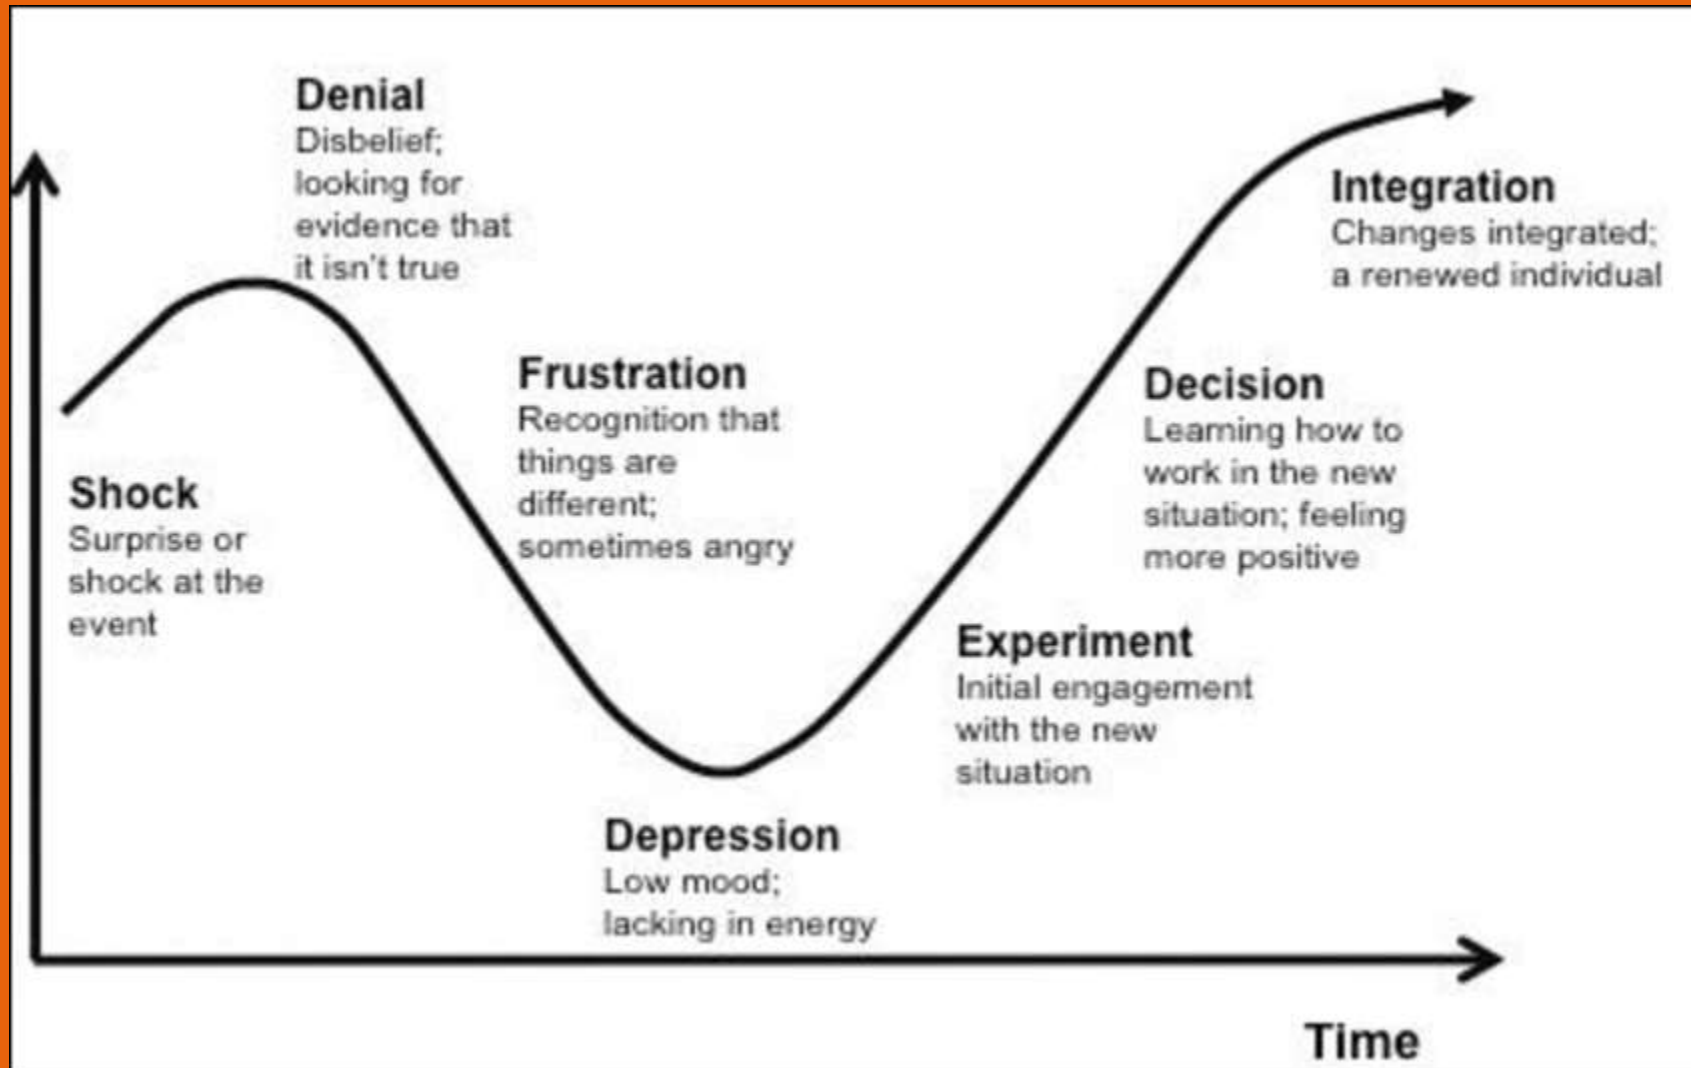 Denial
Disbelief;
looking for
evidence that
it isn't true
Shock
Surprise or
shock at the
event
Frustration
Recognition that
things are
different;
sometimes angry
Depression
Low mood;
lacking in energy
Experiment
Initial engagement
with the new
situation
Decision
Learning how to
work in the new
situation; feeling
more positive
Integration
Changes integrated;
a renewed individual
Time